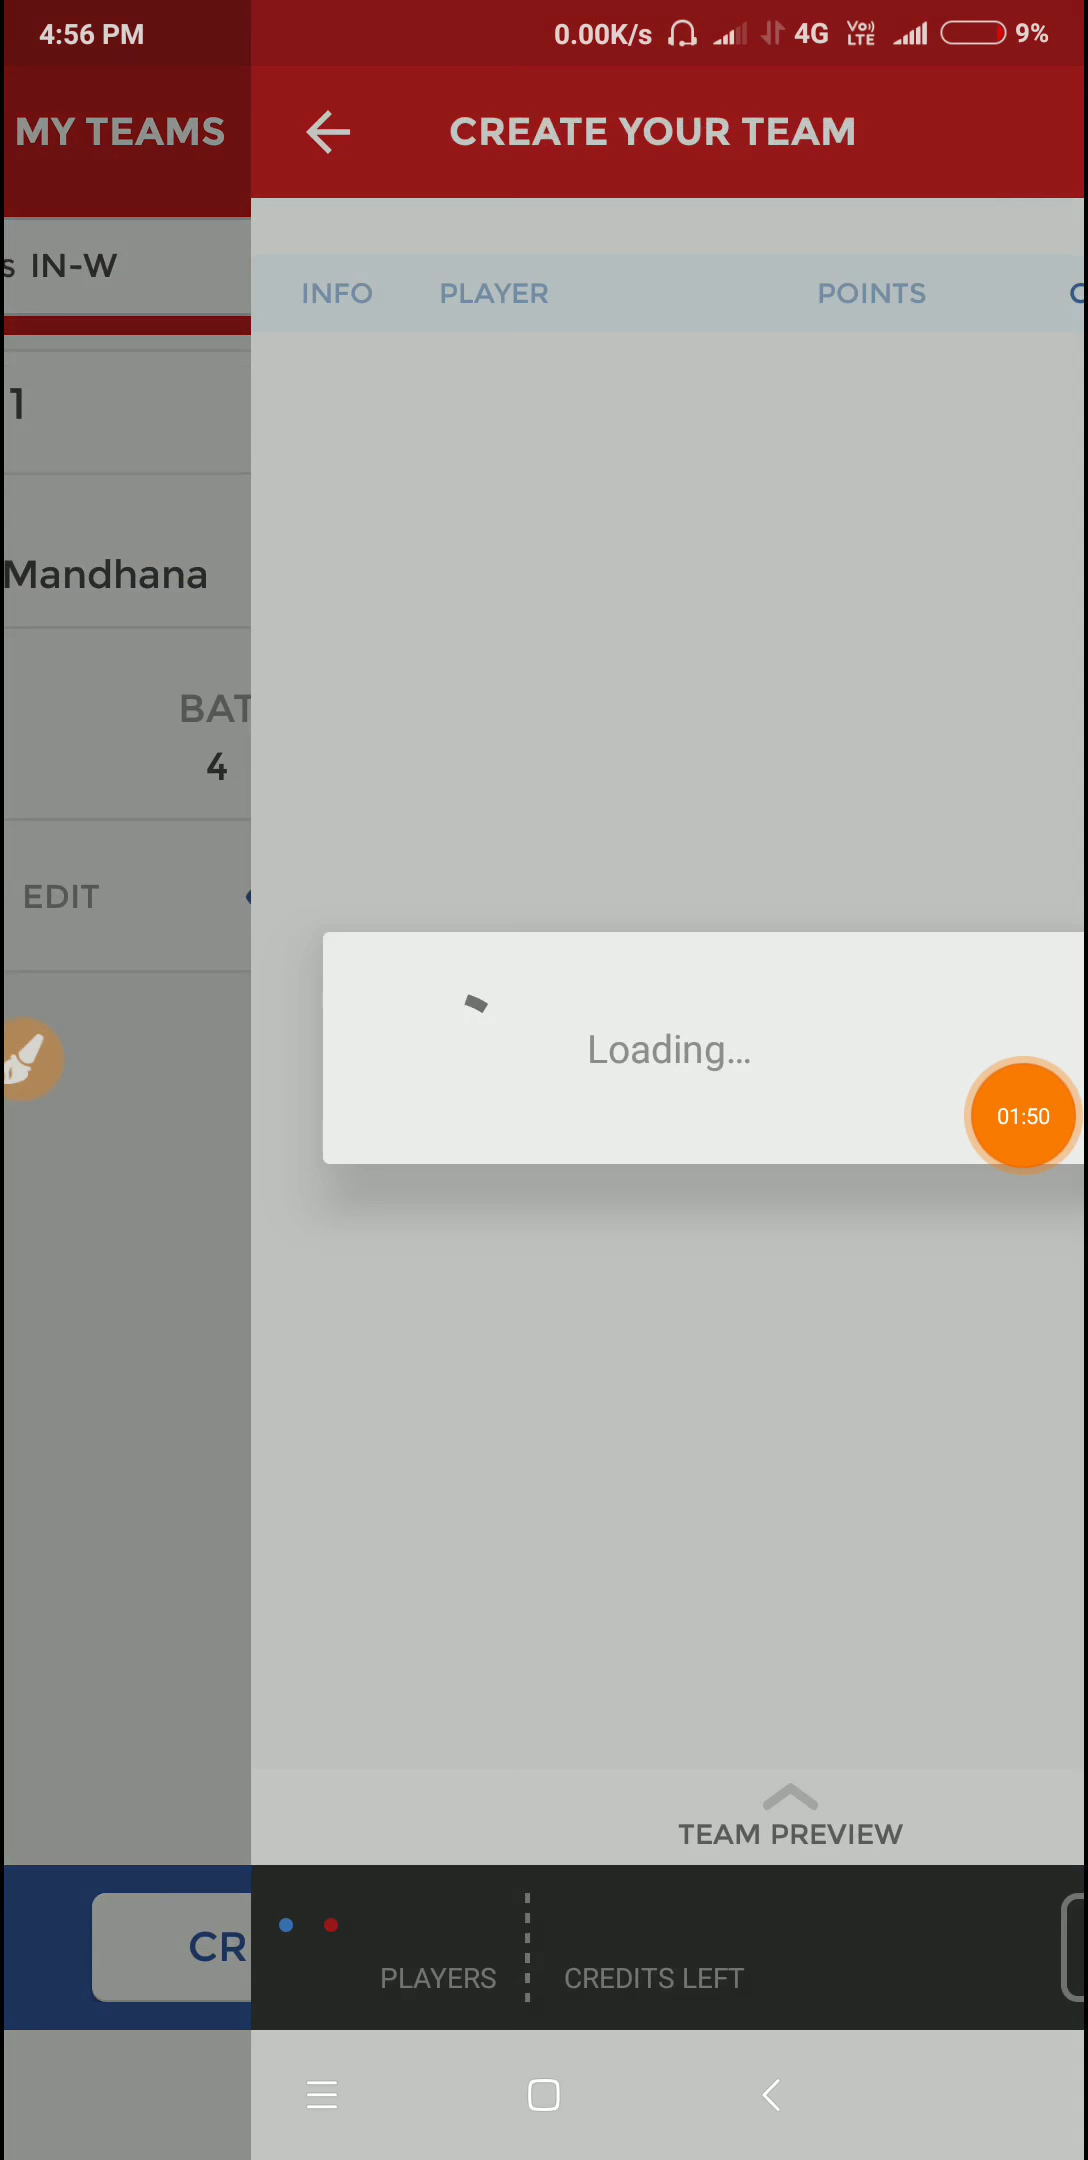 4:56 PM 0.00K/s 4G VoLTE 9%
MY TEAMS
CREATE YOUR TEAM
s IN-W
INFO PLAYER POINTS
1
Mandhana
BAT
4
EDIT
Loading...
01:50
TEAM PREVIEW
CR
PLAYERS CREDITS LEFT